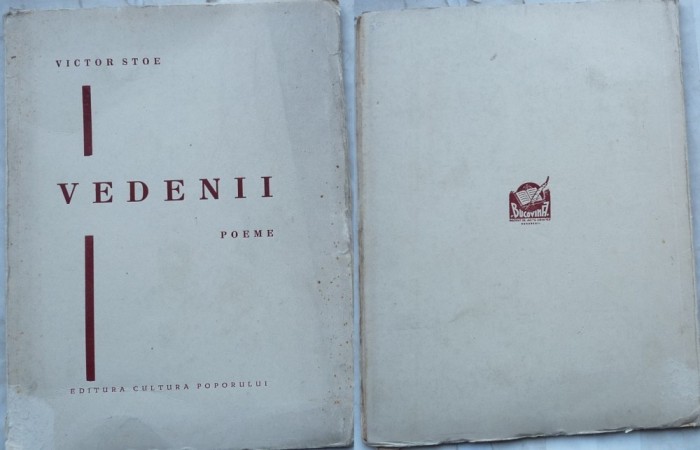 VICTOR STOE
VEDENII
POEME
EDITURA CULTURA POPORULUI
BUCOVINA